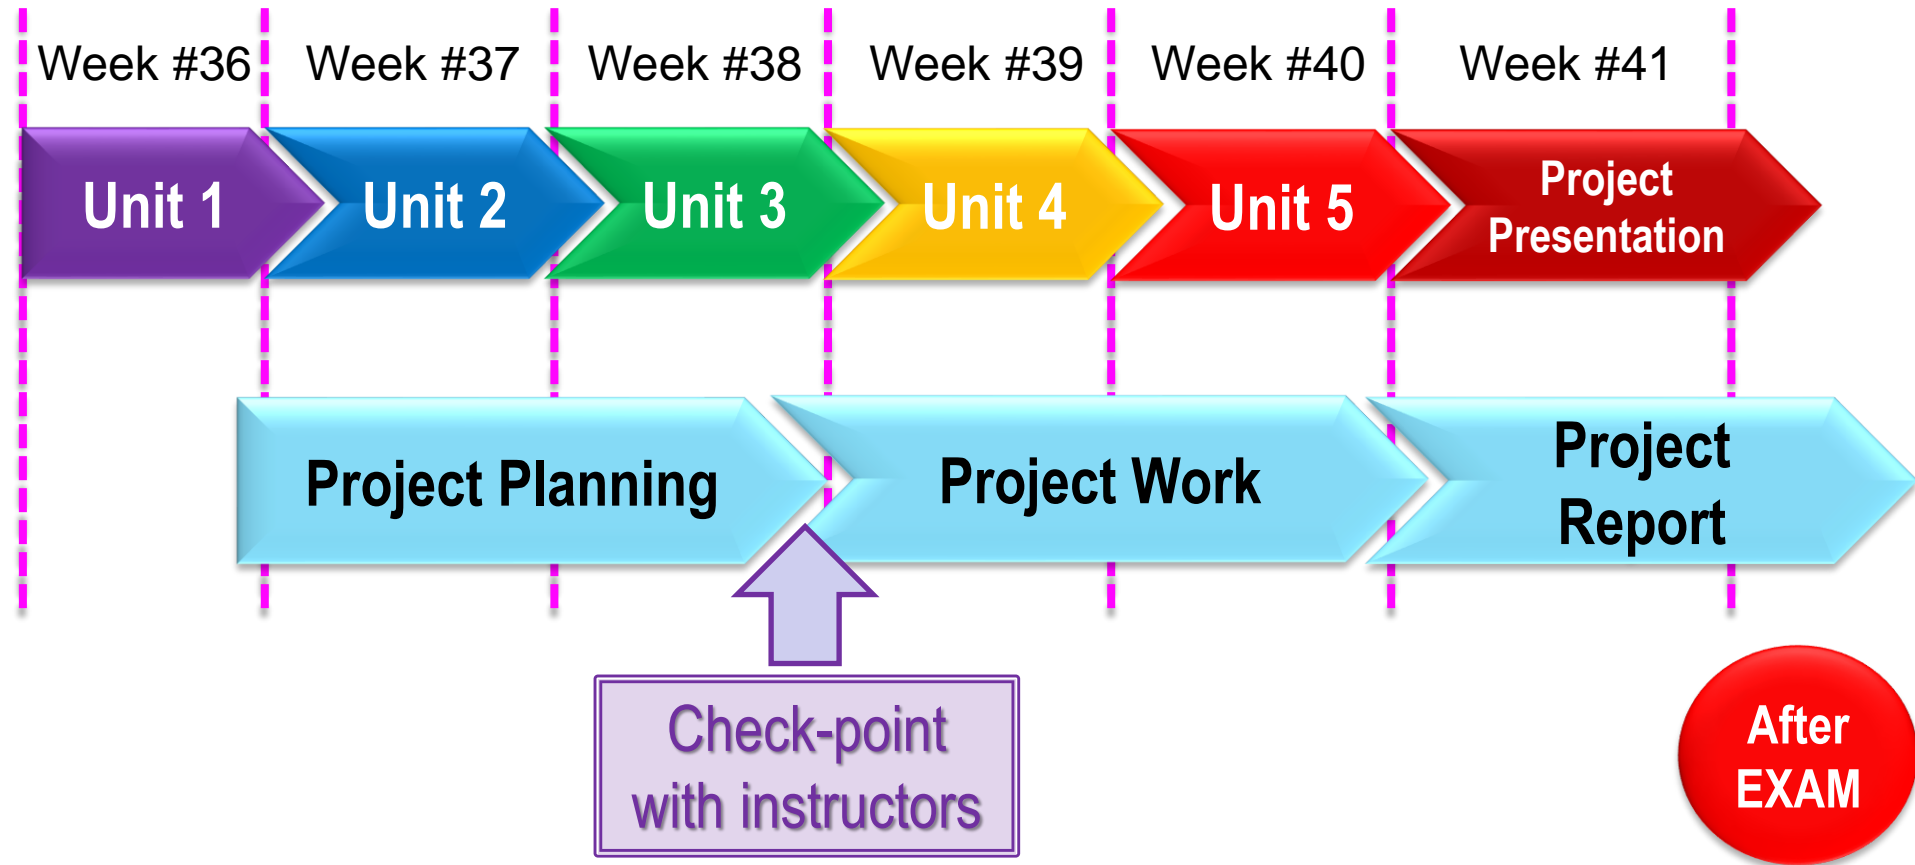 Week #36 Week #37 Week #38 Week #39 Week #40 Week #41
Unit 1 Unit 2 Unit 3 Unit 4 Unit 5
Project
Presentation
Project Planning
Project Work
Project
Report
Check-point
with instructors
After
EXAM